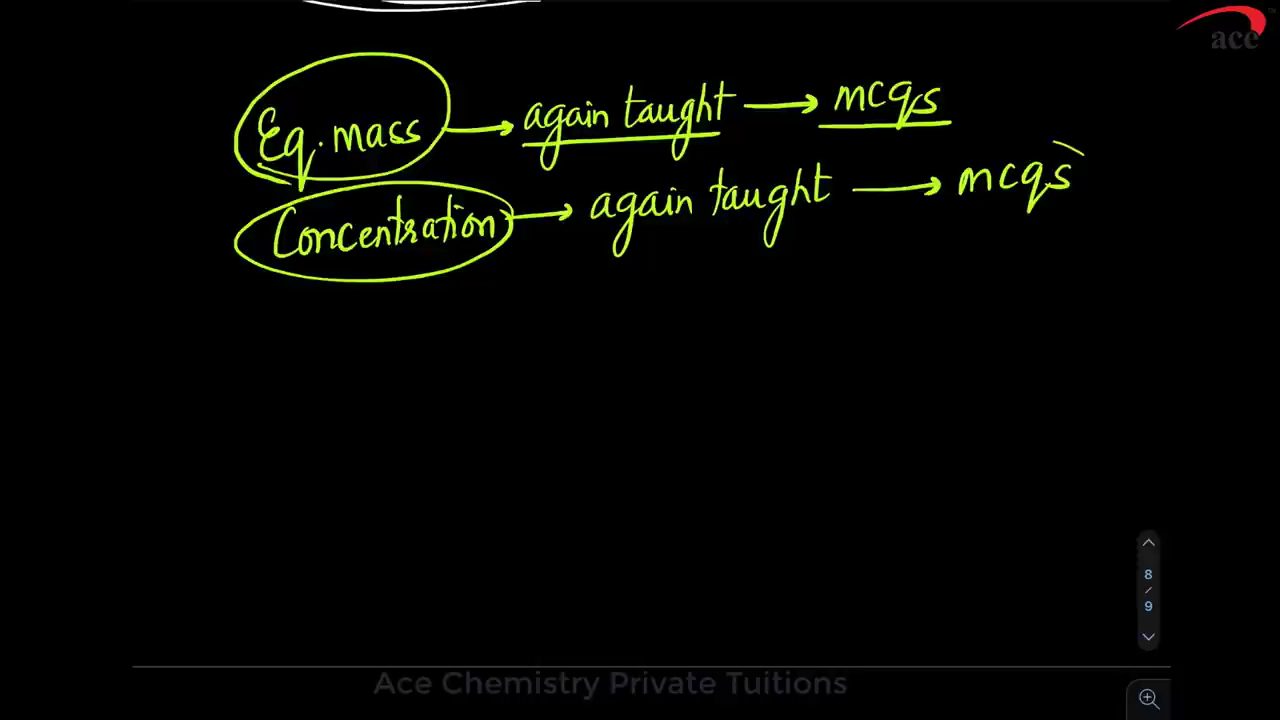 ace
Eq. mass → again taught → mcqs
Concentration → again taught → mcqs
8
/
9
Ace Chemistry Private Tuitions